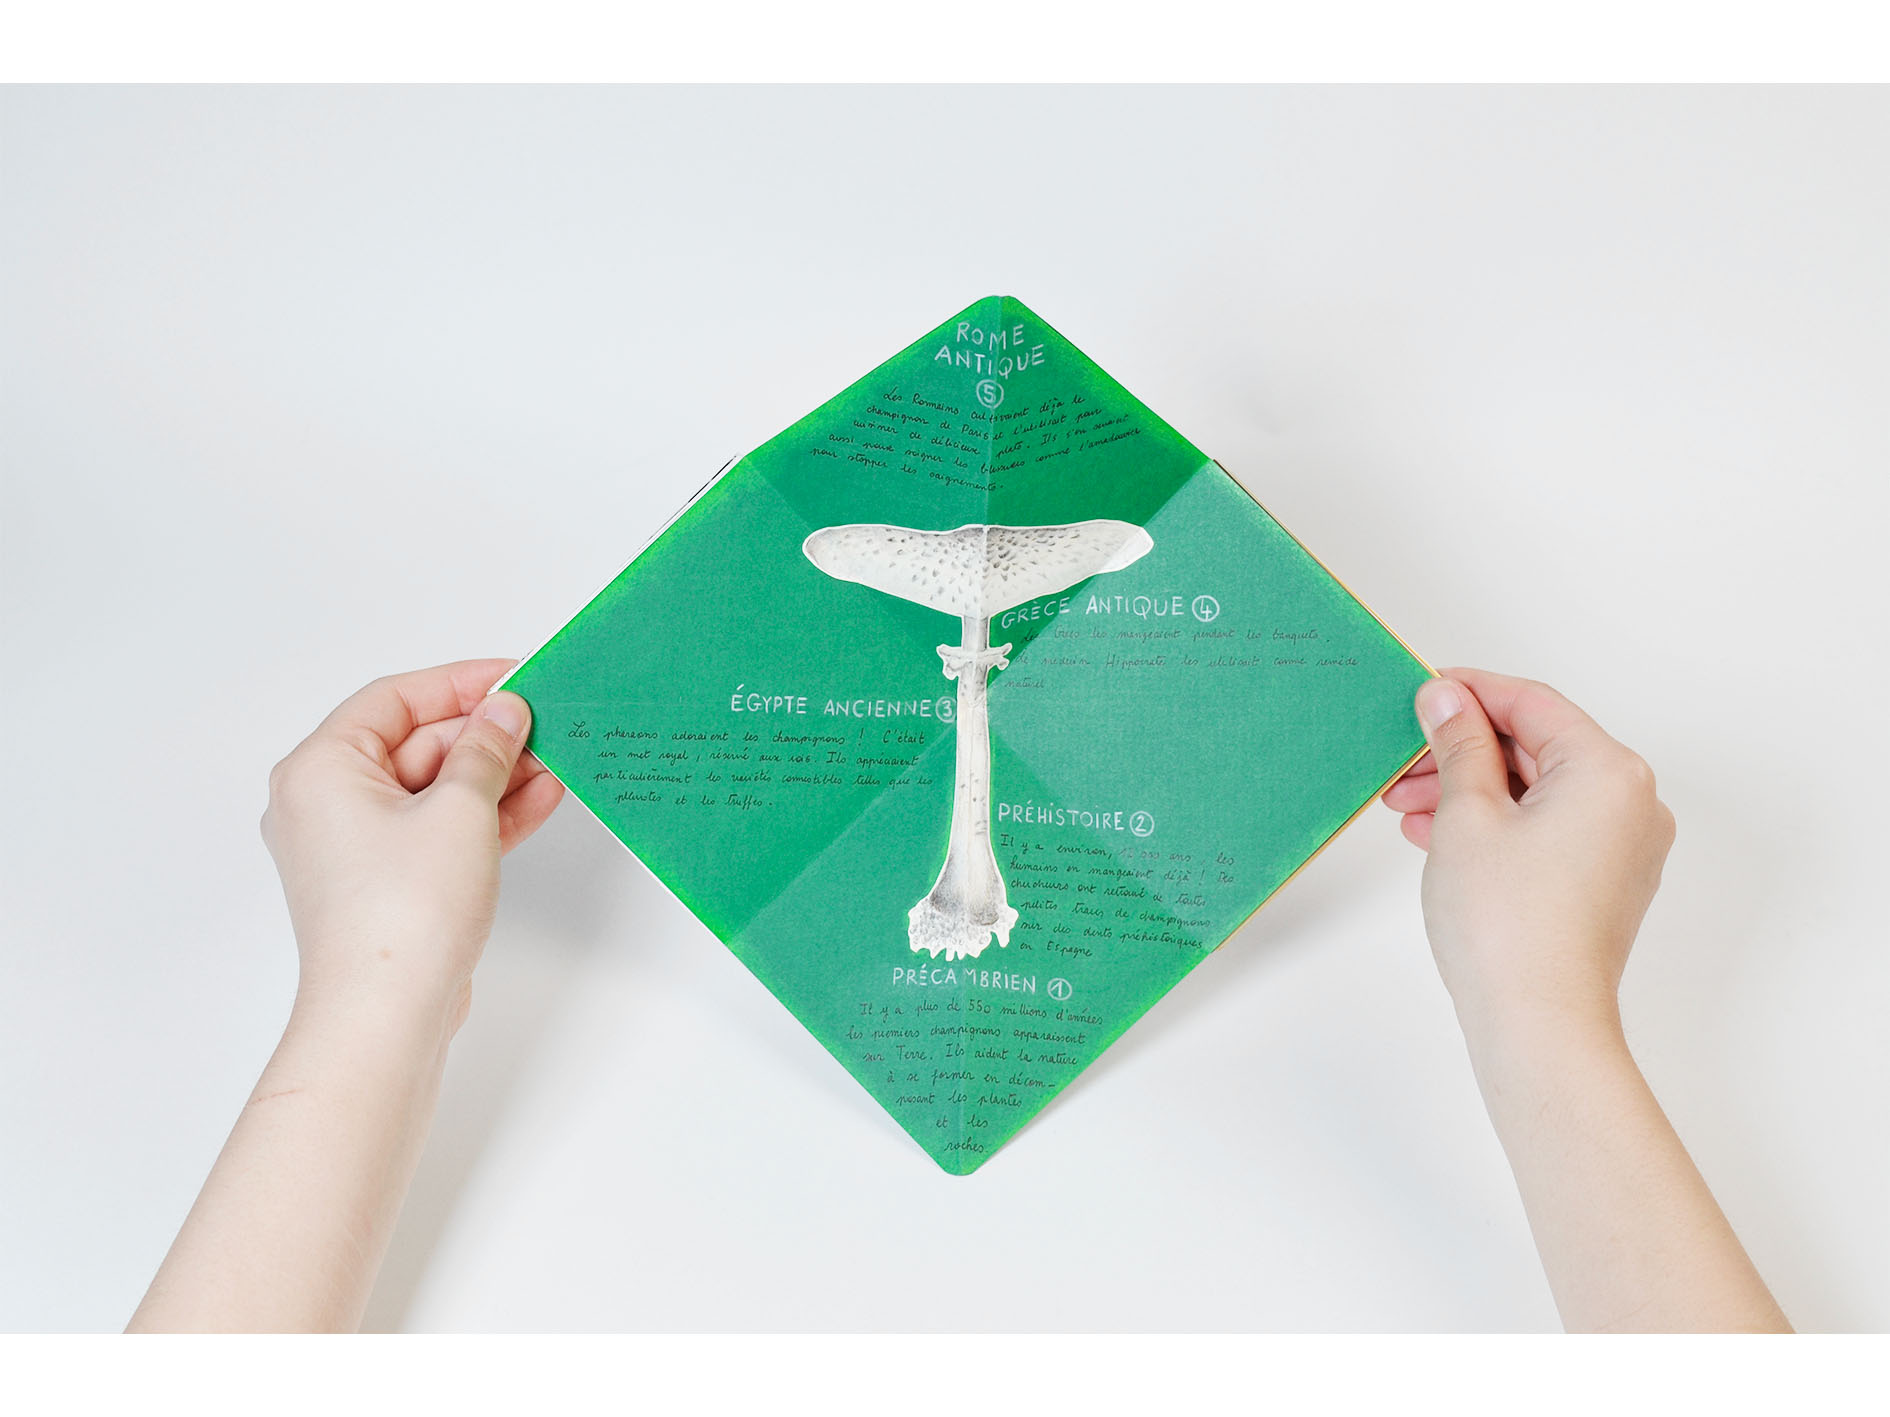 ROME
ANTIQUE
5
Les Romains cultivaient déjà le
champignon de Paris et l'utilisait pour
cuisiner de délicieux plats. Ils s'en servaient
aussi pour soigner les blessures comme l'amadouvier
pour stopper les saignements.
GRÈCE ANTIQUE 4
Les Grecs les mangeaient pendant les banquets.
Le médecin Hippocrate les utilisait comme remède
naturel
ÉGYPTE ANCIENNE 3
Les pharaons adoraient les champignons ! C'était
un met royal, réservé aux rois. Ils appréciaient
particulièrement les variétés comestibles telles que les
pleurotes et les truffes.
PRÉHISTOIRE 2
Il y a environ, ans, les
humains en mangeaient déjà ! Des
chercheurs ont retrouvé de toutes
petites traces de champignons
sur des dents préhistoriques
en Espagne
PRÉCAMBRIEN 1
Il y a plus de 550 millions d'années
les premiers champignons apparaissent
sur Terre. Ils aident la nature
à se former en décom-
posant les plantes
et les
roches.